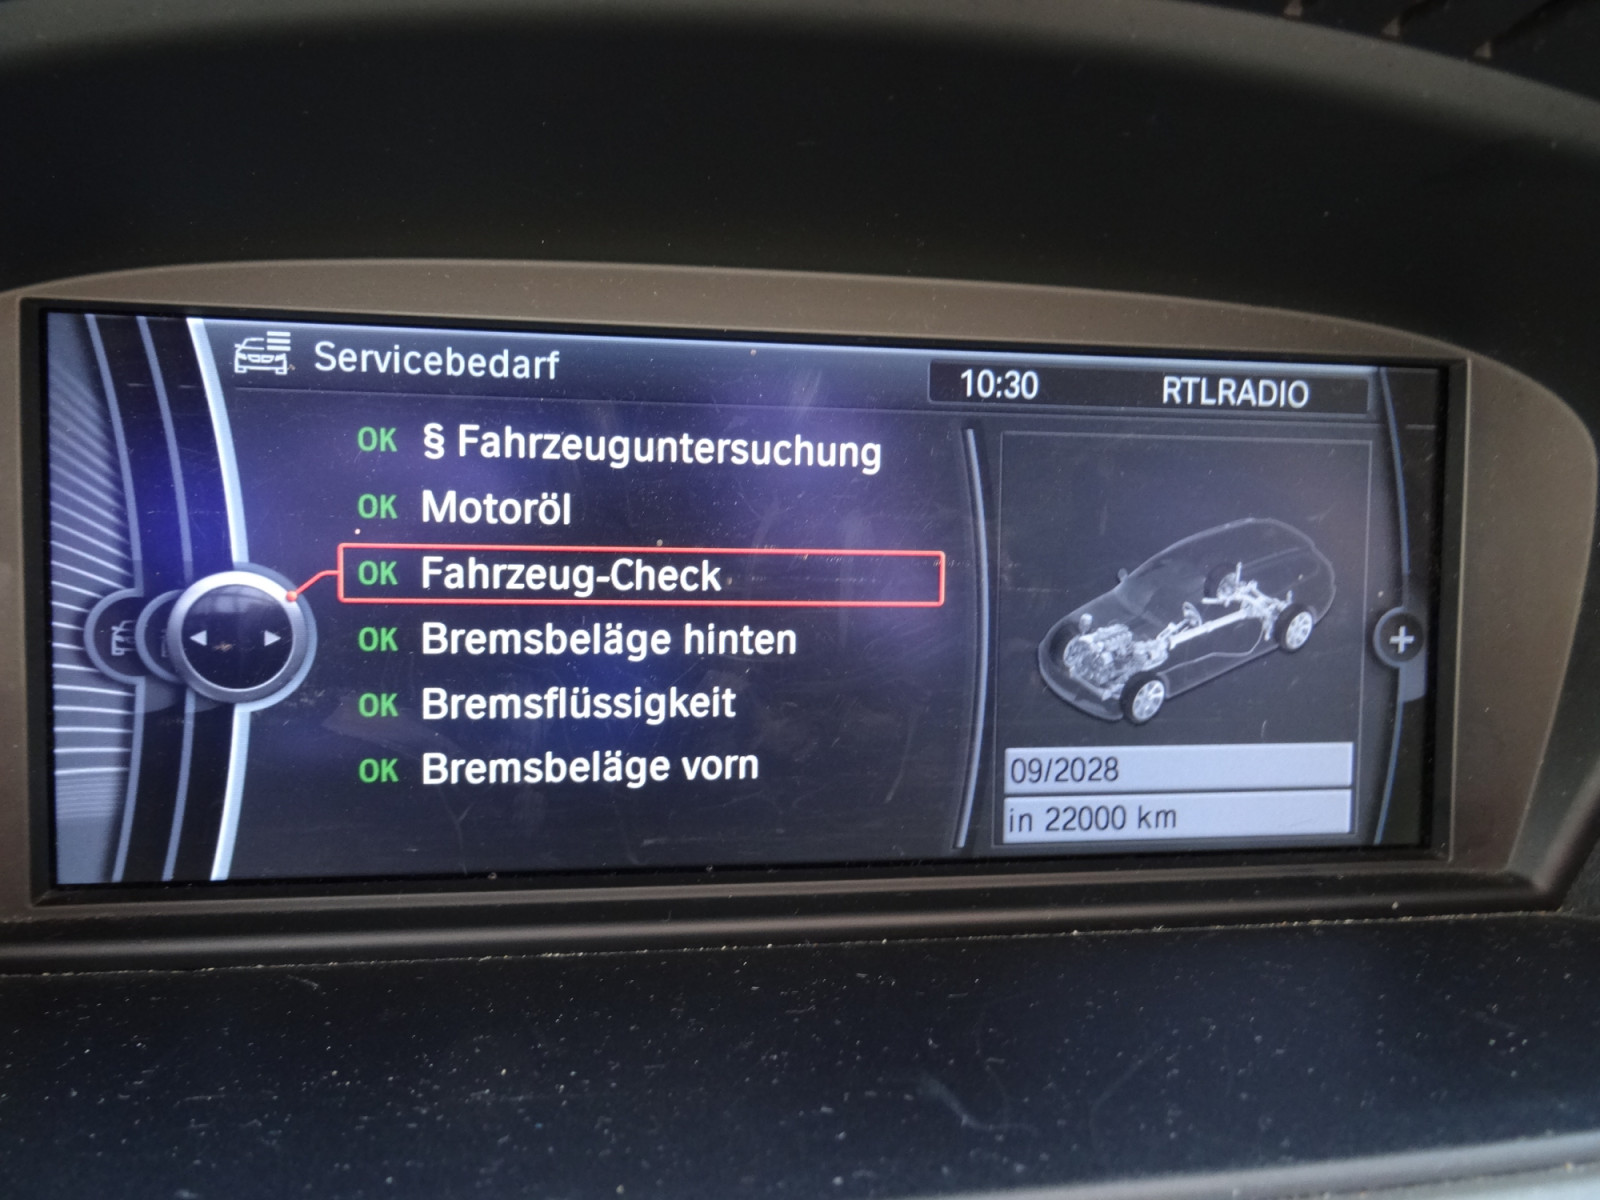 Servicebedarf
10:30 RTLRADIO
OK § Fahrzeuguntersuchung
OK Motoröl
OK Fahrzeug-Check
OK Bremsbeläge hinten
OK Bremsflüssigkeit
OK Bremsbeläge vorn
09/2028
in 22000 km